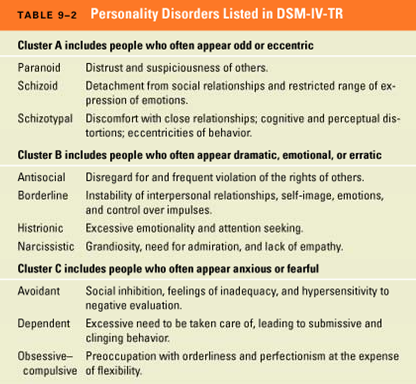 TABLE 9–2 Personality Disorders Listed in DSM-IV-TR
Cluster A includes people who often appear odd or eccentric
Paranoid Distrust and suspiciousness of others.
Schizoid Detachment from social relationships and restricted range of ex-
pression of emotions.
Schizotypal Discomfort with close relationships; cognitive and perceptual dis-
tortions; eccentricities of behavior.
Cluster B includes people who often appear dramatic, emotional, or erratic
Antisocial Disregard for and frequent violation of the rights of others.
Borderline Instability of interpersonal relationships, self-image, emotions,
and control over impulses.
Histrionic Excessive emotionality and attention seeking.
Narcissistic Grandiosity, need for admiration, and lack of empathy.
Cluster C includes people who often appear anxious or fearful
Avoidant Social inhibition, feelings of inadequacy, and hypersensitivity to
negative evaluation.
Dependent Excessive need to be taken care of, leading to submissive and
clinging behavior.
Obsessive– Preoccupation with orderliness and perfectionism at the expense
compulsive of flexibility.